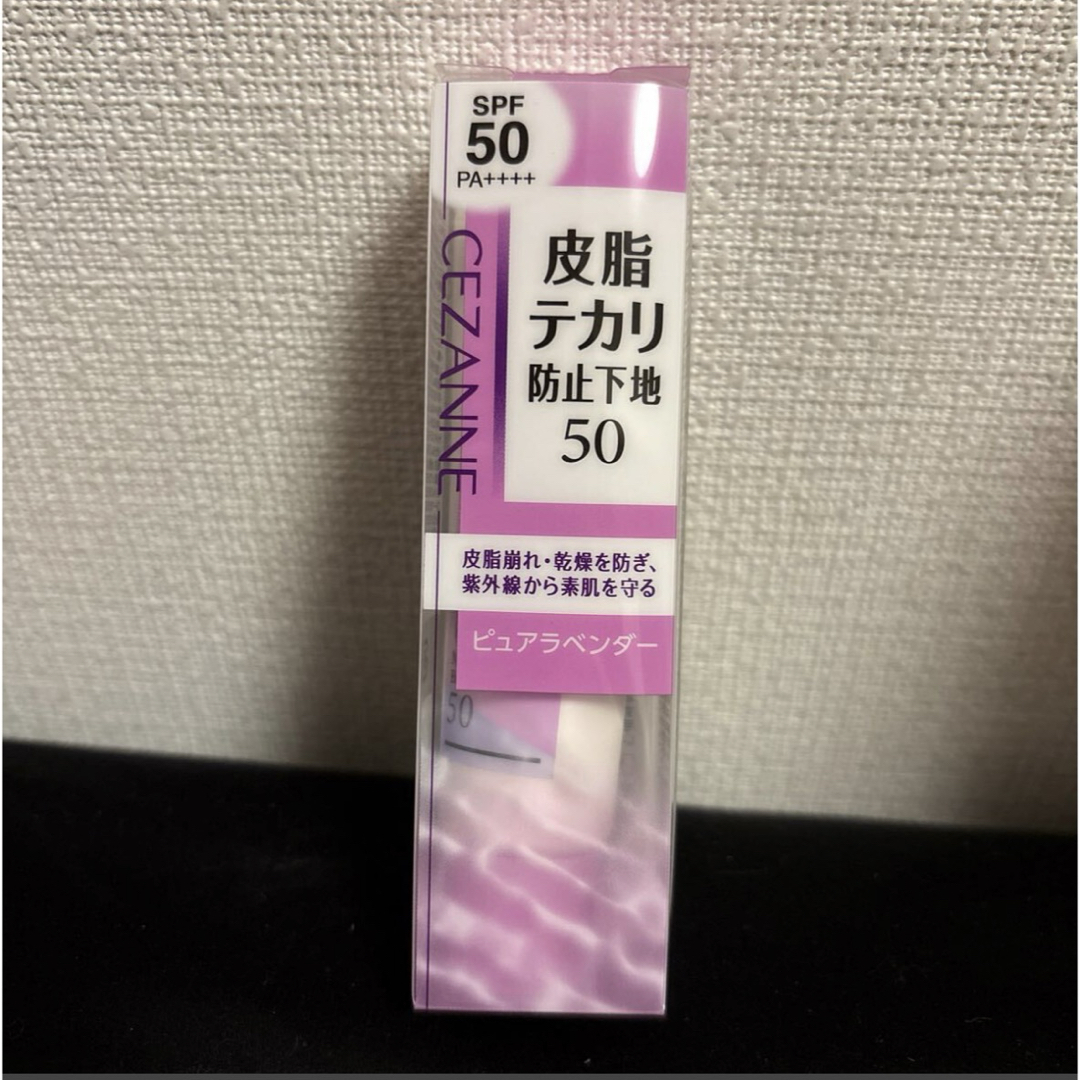 SPF
50
PA++++
CEZANNE
皮脂
テカリ
防止下地
50
皮脂崩れ・乾燥を防ぎ、
紫外線から素肌を守る
ピュアラベンダー
50